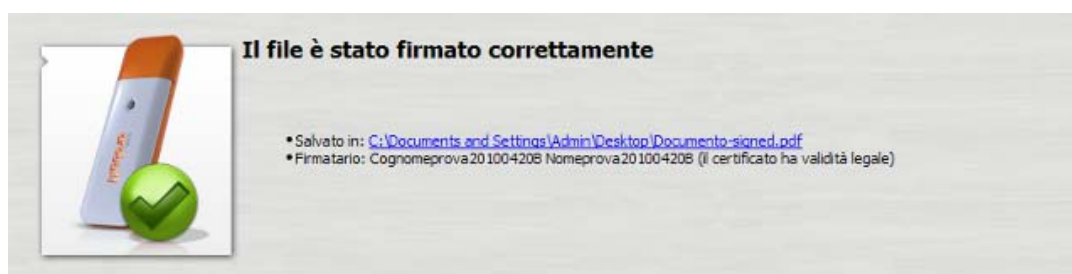 Il file è stato firmato correttamente
•Salvato in: C:\Documents and Settings\Admin\Desktop\Documento-signed.pdf
•Firmatario: Cognomeprova20100420B Nomeprova20100420B (il certificato ha validità legale)